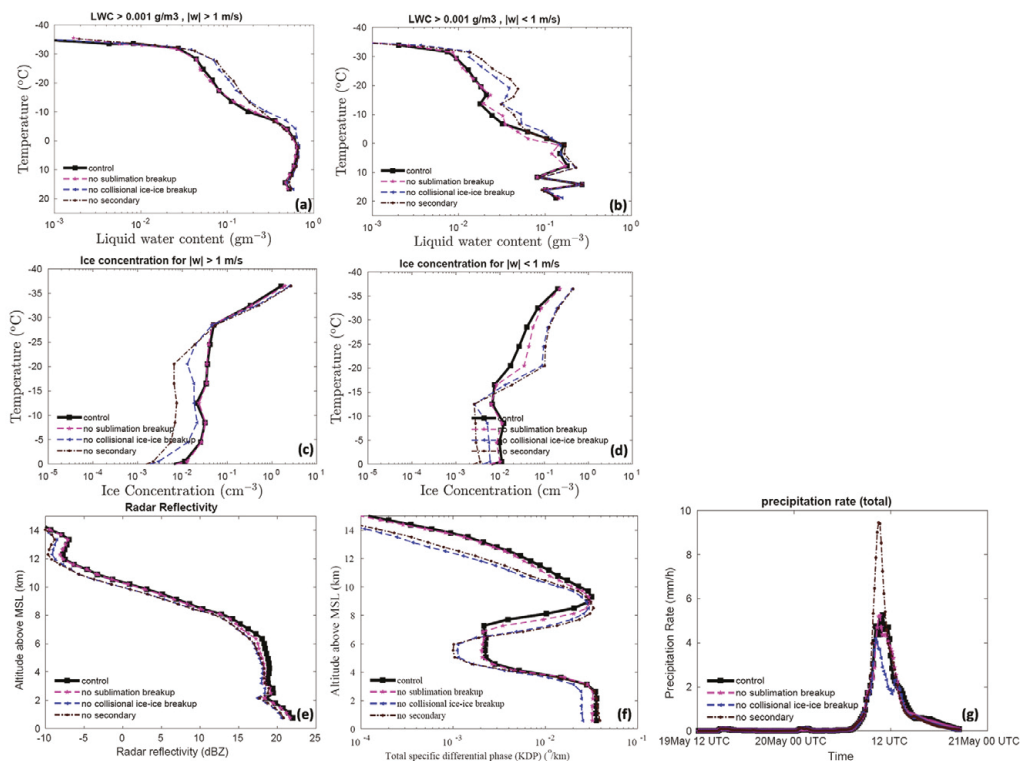 LWC > 0.001 g/m3 , |w| > 1 m/s)
-40
-30
-20
-10
0
10
20
Temperature (°C)
control
no sublimation breakup
no collisional ice-ice breakup
no secondary
(a)
10⁻³ 10⁻² 10⁻¹ 10⁰
Liquid water content (gm⁻³)
LWC > 0.001 g/m3 , |w| < 1 m/s)
-40
-30
-20
-10
0
10
20
Temperature (°C)
control
no sublimation breakup
no collisional ice-ice breakup
no secondary
(b)
10⁻³ 10⁻² 10⁻¹ 10⁰
Liquid water content (gm⁻³)
Ice concentration for |w| > 1 m/s
-40
-35
-30
-25
-20
-15
-10
-5
0
Temperature (°C)
control
no sublimation breakup
no collisional ice-ice breakup
no secondary
(c)
10⁻⁵ 10⁻⁴ 10⁻³ 10⁻² 10⁻¹ 10⁰ 10¹
Ice Concentration (cm⁻³)
Ice concentration for |w| < 1 m/s
-40
-35
-30
-25
-20
-15
-10
-5
0
Temperature (°C)
control
no sublimation breakup
no collisional ice-ice breakup
no secondary
(d)
10⁻⁵ 10⁻⁴ 10⁻³ 10⁻² 10⁻¹ 10⁰ 10¹
Ice Concentration (cm⁻³)
Radar Reflectivity
14
12
10
8
6
4
2
0
Altitude above MSL (km)
control
no sublimation breakup
no collisional ice-ice breakup
no secondary
(e)
-10 -5 0 5 10 15 20 25
Radar reflectivity (dBZ)
14
12
10
8
6
4
2
0
Altitude above MSL (km)
control
no sublimation breakup
no collisional ice-ice breakup
no secondary
(f)
10⁻⁴ 10⁻³ 10⁻² 10⁻¹
Total specific differential phase (KDP) (°/km)
precipitation rate (total)
10
8
6
4
2
0
Precipitation Rate (mm/h)
control
no sublimation breakup
no collisional ice-ice breakup
no secondary
(g)
19May 12 UTC 20May 00 UTC 12 UTC 21May 00 UTC
Time